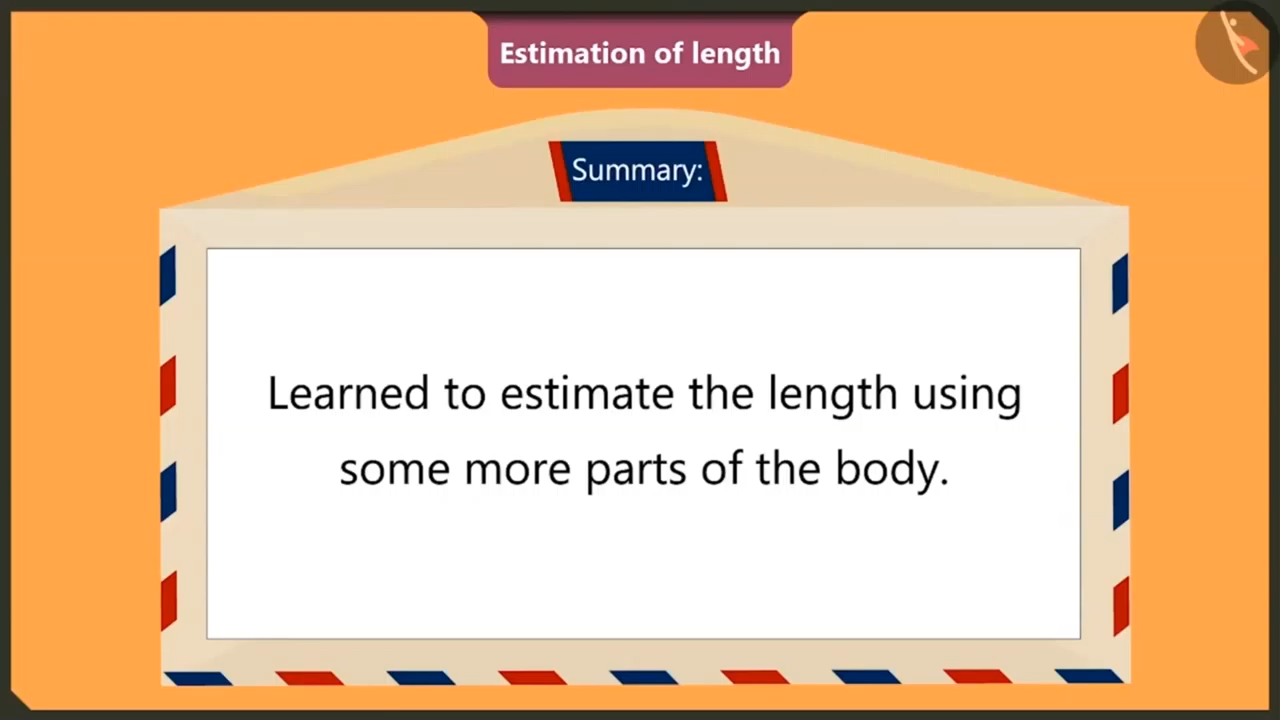 Estimation of length
Summary:
Learned to estimate the length using
some more parts of the body.